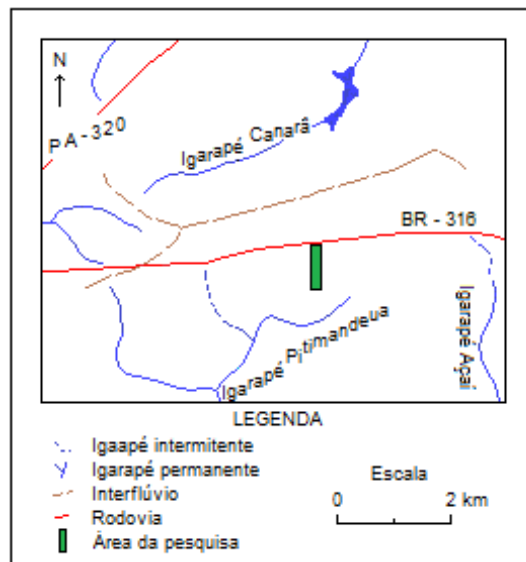 N
PA - 320
Igarapé Canarâ
BR - 316
Igarapé Pitimandeua
Igarapé Açaí
LEGENDA
Igaapé intermitente
Igarapé permanente
Interflúvio
Rodovia
Área da pesquisa
Escala
0 2 km